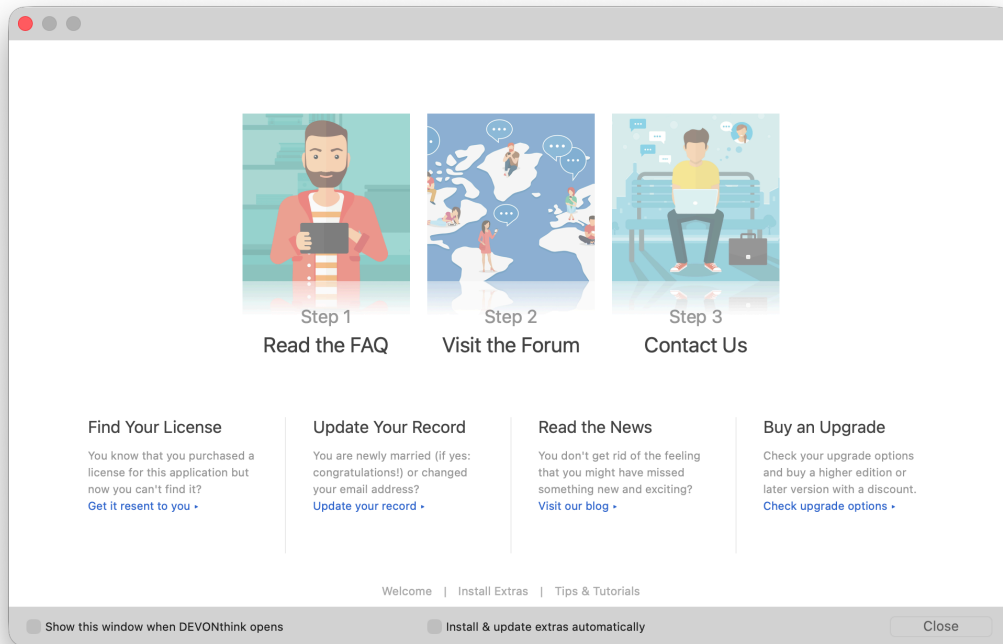 Step 1
Read the FAQ
Step 2
Visit the Forum
Step 3
Contact Us
Find Your License
You know that you purchased a
license for this application but
now you can't find it?
Get it resent to you ▸
Update Your Record
You are newly married (if yes:
congratulations!) or changed
your email address?
Update your record ▸
Read the News
You don't get rid of the feeling
that you might have missed
something new and exciting?
Visit our blog ▸
Buy an Upgrade
Check your upgrade options
and buy a higher edition or
later version with a discount.
Check upgrade options ▸
Welcome | Install Extras | Tips & Tutorials
Show this window when DEVONthink opens
Install & update extras automatically
Close